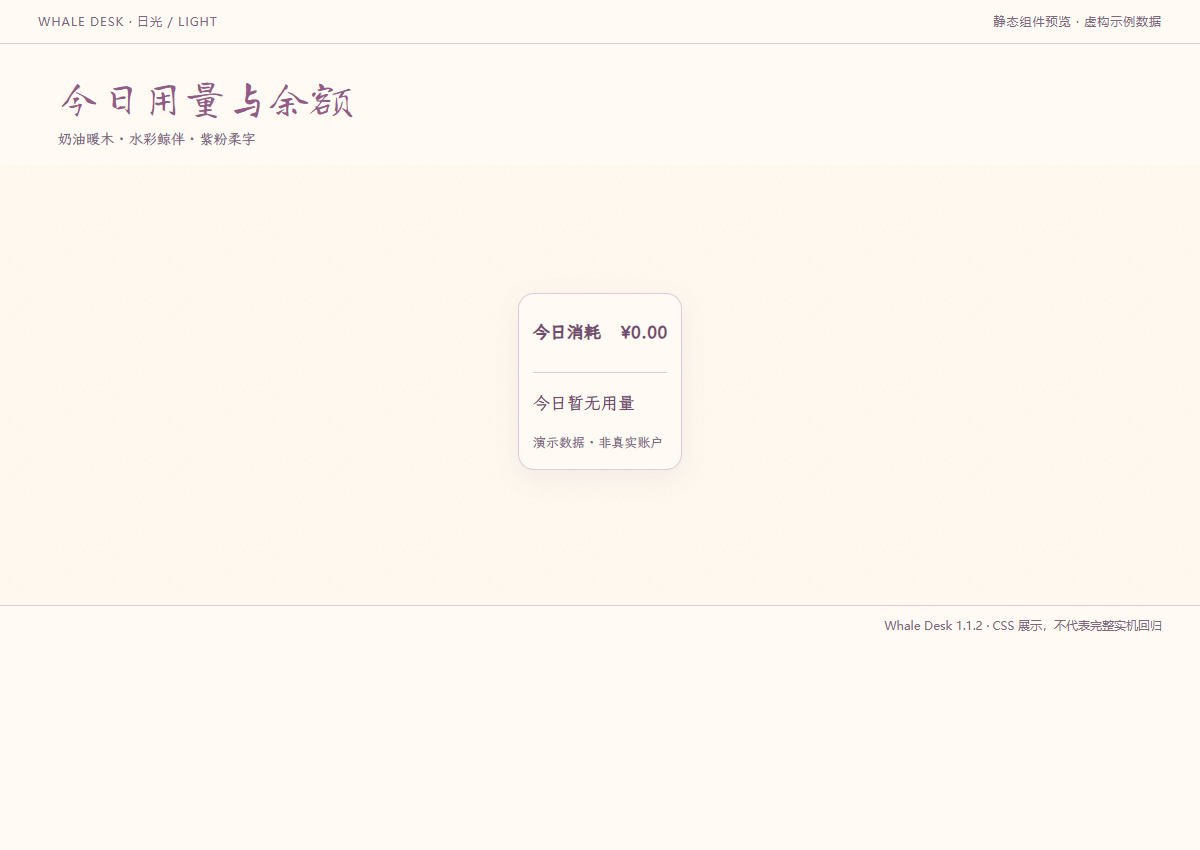 WHALE DESK · 日光 / LIGHT
静态组件预览 · 虚构示例数据
今日用量与余额
奶油暖木 · 水彩鲸伴 · 紫粉柔字
今日消耗 ¥0.00
今日暂无用量
演示数据 · 非真实账户
Whale Desk 1.1.2 · CSS 展示，不代表完整实机回归